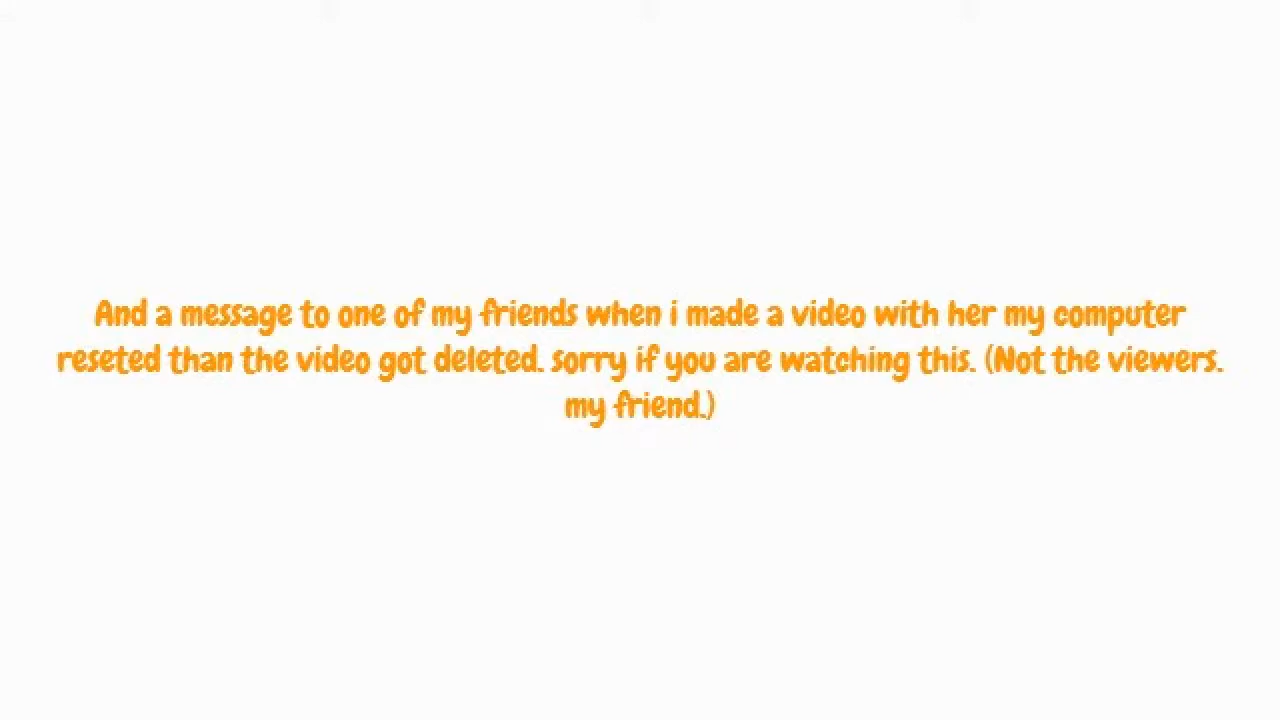 And a message to one of my friends when i made a video with her my computer
reseted than the video got deleted. sorry if you are watching this. (Not the viewers.
my friend.)